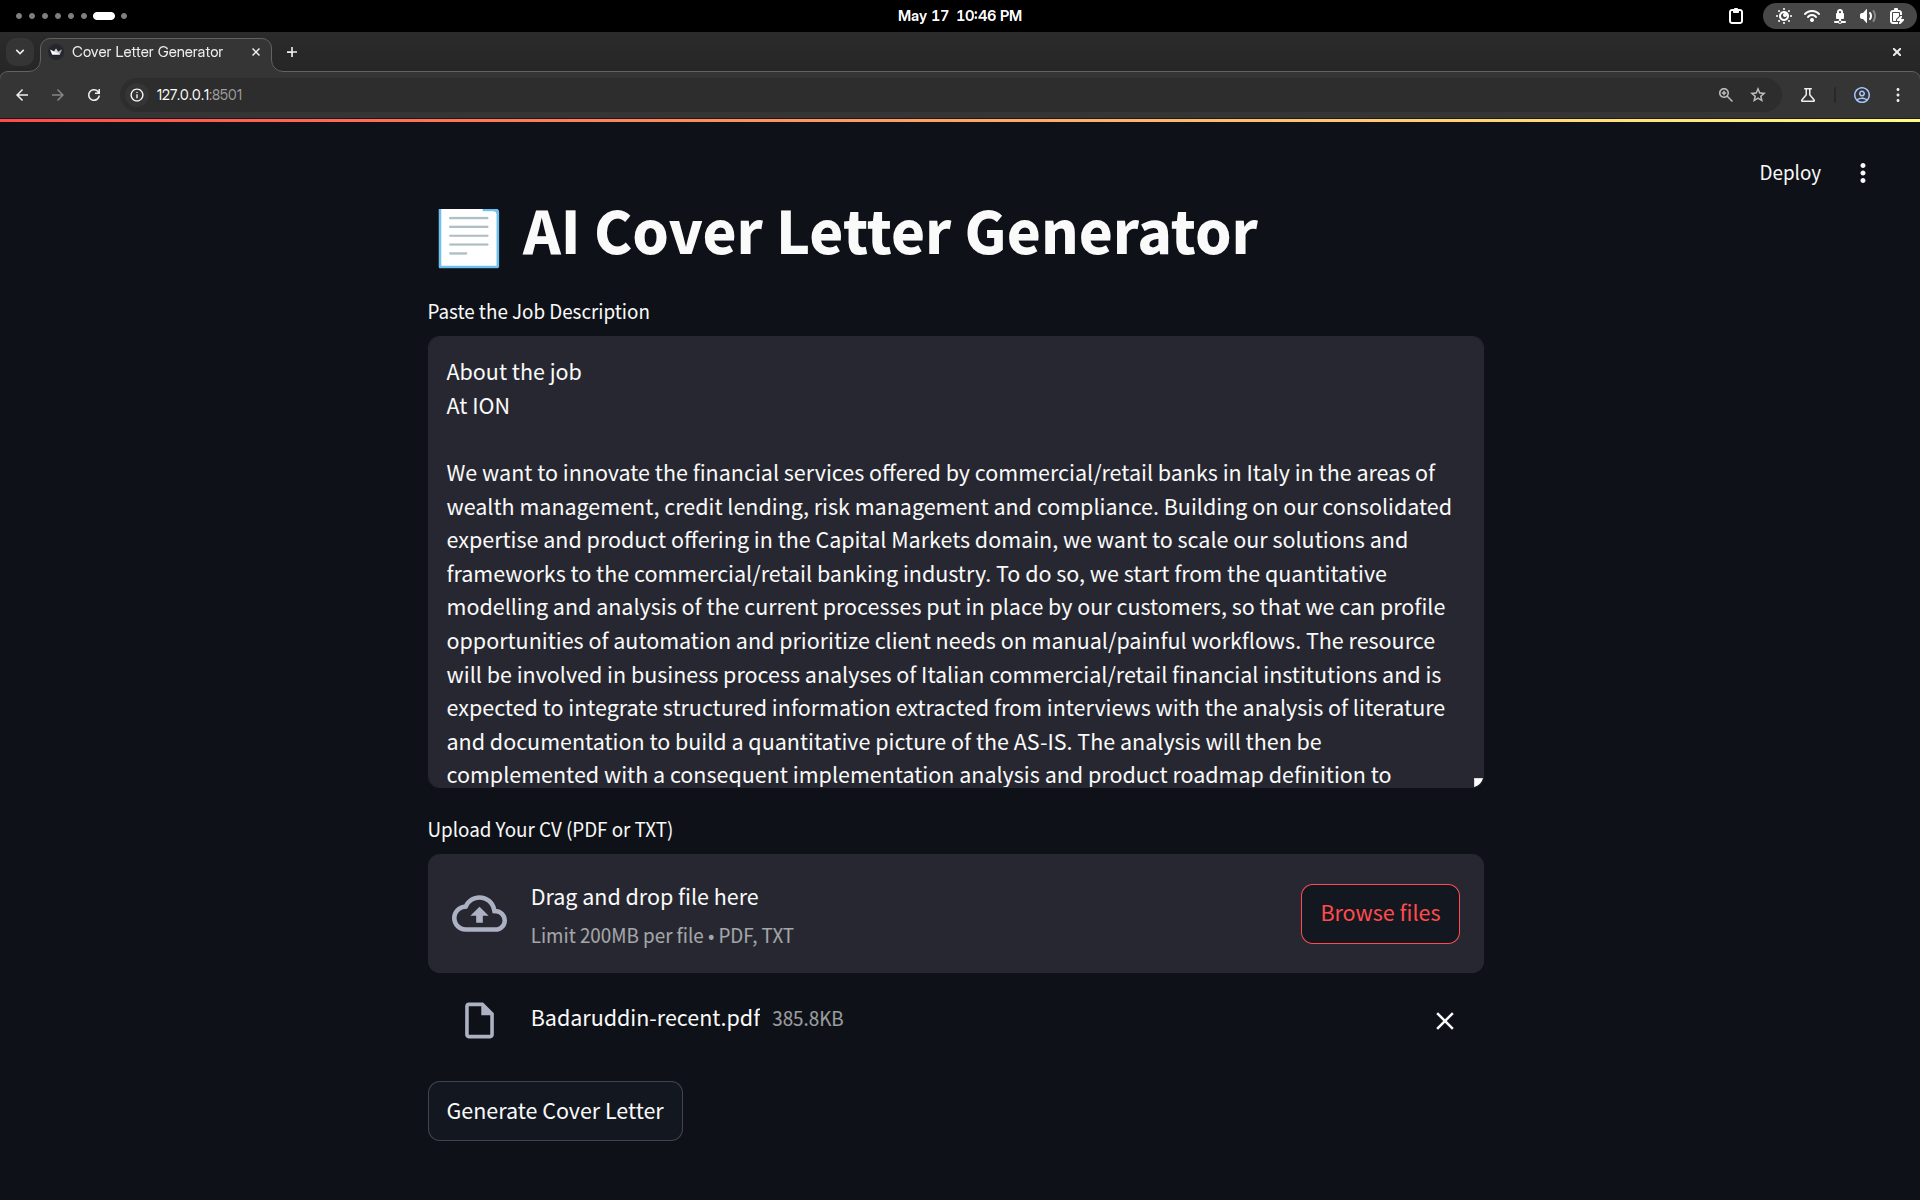 May 17 10:46 PM
Cover Letter Generator
127.0.0.1:8501
Deploy
AI Cover Letter Generator
Paste the Job Description
About the job
At ION
We want to innovate the financial services offered by commercial/retail banks in Italy in the areas of
wealth management, credit lending, risk management and compliance. Building on our consolidated
expertise and product offering in the Capital Markets domain, we want to scale our solutions and
frameworks to the commercial/retail banking industry. To do so, we start from the quantitative
modelling and analysis of the current processes put in place by our customers, so that we can profile
opportunities of automation and prioritize client needs on manual/painful workflows. The resource
will be involved in business process analyses of Italian commercial/retail financial institutions and is
expected to integrate structured information extracted from interviews with the analysis of literature
and documentation to build a quantitative picture of the AS-IS. The analysis will then be
complemented with a consequent implementation analysis and product roadmap definition to
Upload Your CV (PDF or TXT)
Drag and drop file here
Limit 200MB per file • PDF, TXT
Browse files
Badaruddin-recent.pdf 385.8KB
Generate Cover Letter